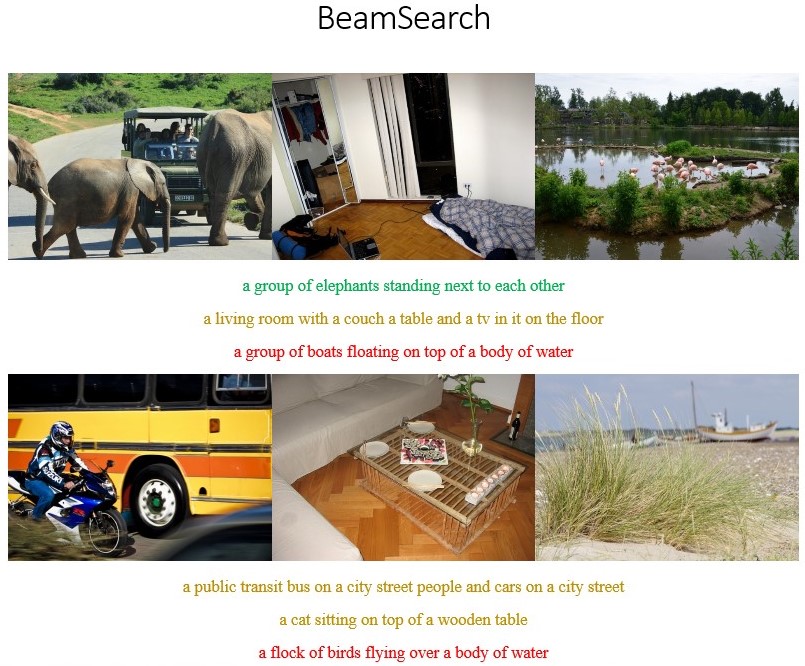 BeamSearch
a group of elephants standing next to each other
a living room with a couch a table and a tv in it on the floor
a group of boats floating on top of a body of water
a public transit bus on a city street people and cars on a city street
a cat sitting on top of a wooden table
a flock of birds flying over a body of water